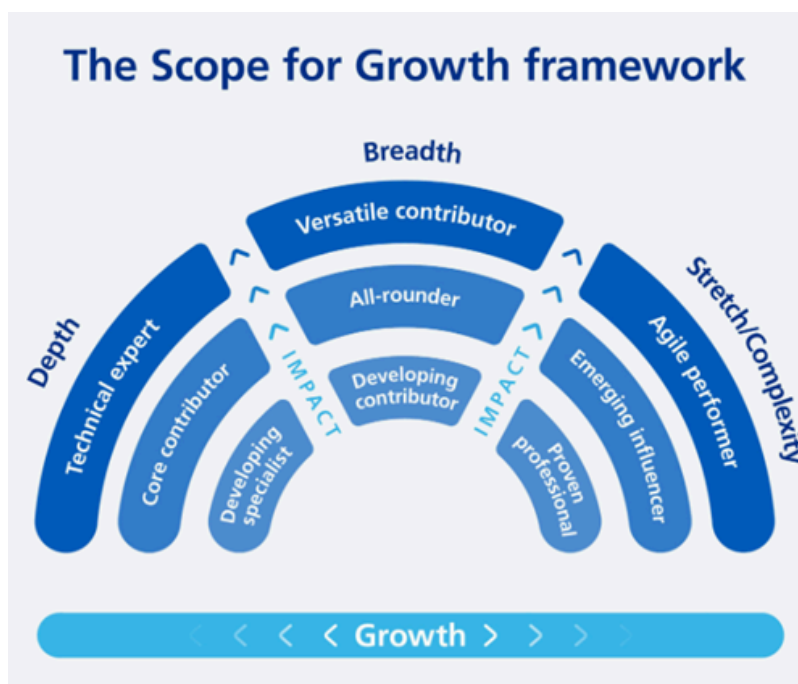 The Scope for Growth framework
Breadth
Versatile contributor
All-rounder
Developing
contributor
Depth
Technical expert
Core contributor
Developing
specialist
IMPACT
IMPACT
Stretch/Complexity
Agile performer
Emerging influencer
Proven
professional
Growth